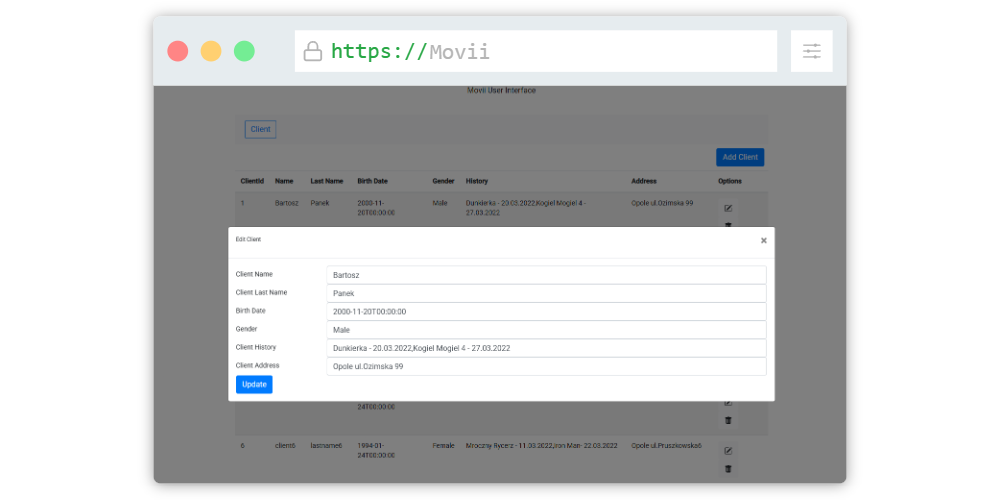 https://Movii
Movii User Interface
Client
Add Client
ClientId Name Last Name Birth Date Gender History Address Options
1 Bartosz Panek 2000-11- Male Dunkierka - 20.03.2022,Kogiel Mogiel 4 - Opole ul.Ozimska 99
20T00:00:00 27.03.2022
Edit Client ×
Client Name Bartosz
Client Last Name Panek
Birth Date 2000-11-20T00:00:00
Gender Male
Client History Dunkierka - 20.03.2022,Kogiel Mogiel 4 - 27.03.2022
Client Address Opole ul.Ozimska 99
Update
24T00:00:00
6 client6 lastname6 1994-01- Female Mroczny Rycerz - 11.03.2022,Iron Man- 22.03.2022 Opole ul.Pruszkowska6
24T00:00:00